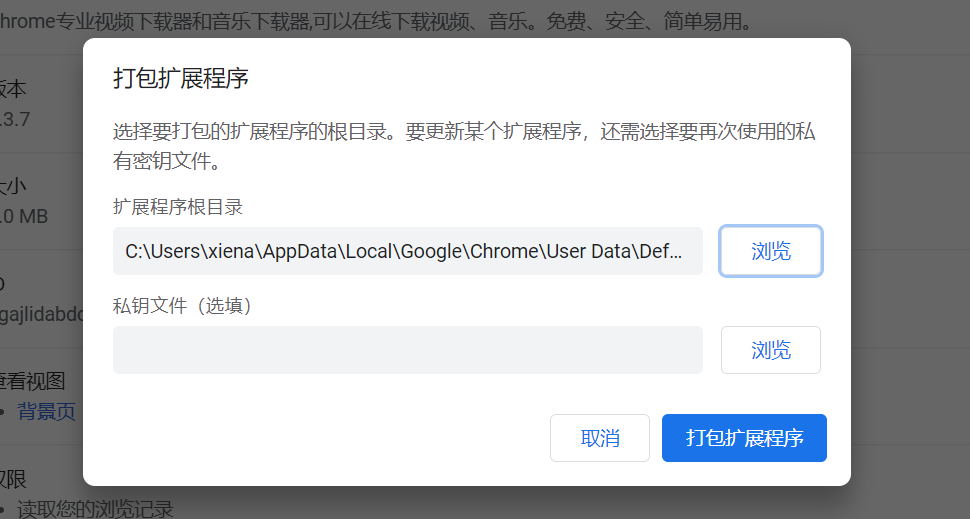 hrome专业视频下载器和音乐下载器,可以在线下载视频、音乐。免费、安全、简单易用。
版本
.3.7
大小
.0 MB
打包扩展程序
选择要打包的扩展程序的根目录。要更新某个扩展程序，还需选择要再次使用的私
有密钥文件。
扩展程序根目录
C:\Users\xiena\AppData\Local\Google\Chrome\User Data\Def...
浏览
D
gajlidabdc
私钥文件（选填）
浏览
查看视图
• 背景页
取消
打包扩展程序
权限
• 读取您的浏览记录